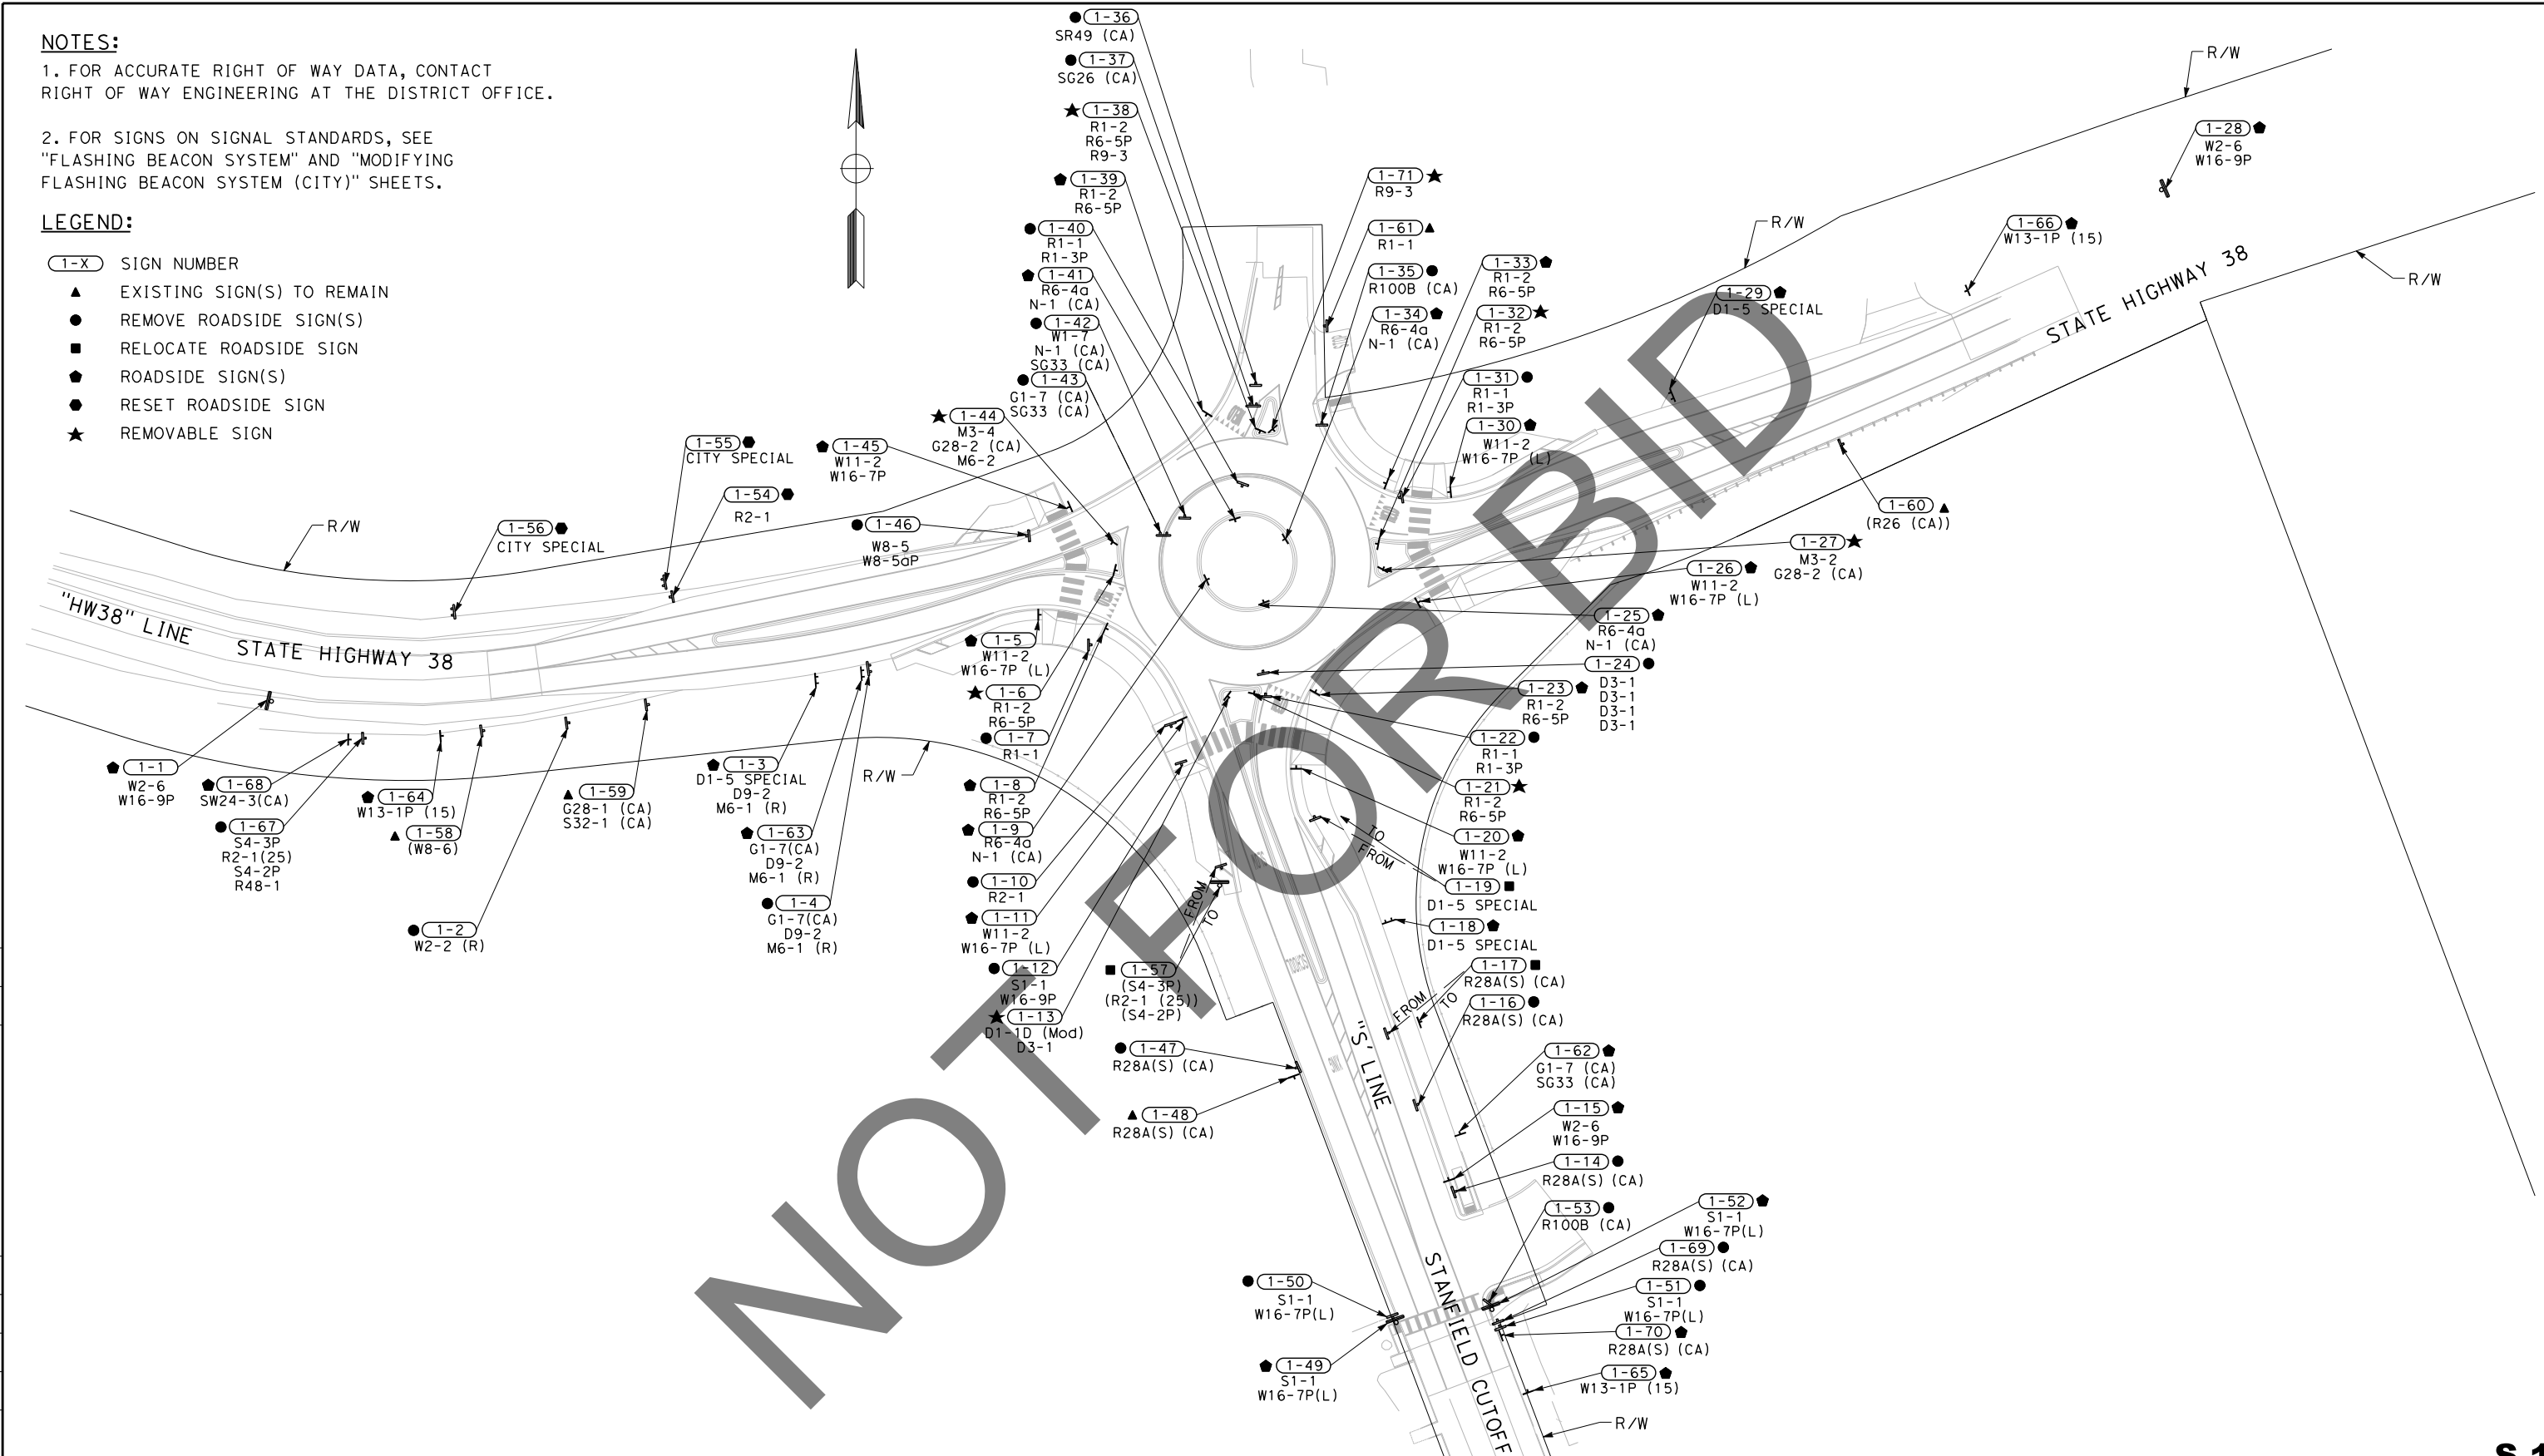 NOTES:
1. FOR ACCURATE RIGHT OF WAY DATA, CONTACT
RIGHT OF WAY ENGINEERING AT THE DISTRICT OFFICE.
2. FOR SIGNS ON SIGNAL STANDARDS, SEE
"FLASHING BEACON SYSTEM" AND "MODIFYING
FLASHING BEACON SYSTEM (CITY)" SHEETS.
LEGEND:
1-X SIGN NUMBER
EXISTING SIGN(S) TO REMAIN
REMOVE ROADSIDE SIGN(S)
RELOCATE ROADSIDE SIGN
ROADSIDE SIGN(S)
RESET ROADSIDE SIGN
REMOVABLE SIGN
1-36
SR49 (CA)
1-37
SG26 (CA)
1-38
R1-2
R6-5P
R9-3
1-39
R1-2
R6-5P
1-40
R1-1
R1-3P
1-41
R6-4a
N-1 (CA)
1-42
W1-7
N-1 (CA)
SG33 (CA)
1-43
G1-7 (CA)
SG33 (CA)
1-44
M3-4
G28-2 (CA)
M6-2
1-45
W11-2
W16-7P
1-46
W8-5
W8-5aP
1-55
CITY SPECIAL
1-54
R2-1
1-56
CITY SPECIAL
R/W
"HW38" LINE
STATE HIGHWAY 38
1-71
R9-3
1-61
R1-1
1-35
R100B (CA)
1-34
R6-4a
N-1 (CA)
1-33
R1-2
R6-5P
1-32
R1-2
R6-5P
1-31
R1-1
R1-3P
1-30
W11-2
W16-7P (L)
R/W
R/W
1-28
W2-6
W16-9P
1-66
W13-1P (15)
1-29
D1-5 SPECIAL
STATE HIGHWAY 38
R/W
1-60
(R26 (CA))
1-27
M3-2
G28-2 (CA)
1-26
W11-2
W16-7P (L)
1-25
R6-4a
N-1 (CA)
1-24
D3-1
D3-1
D3-1
D3-1
1-23
R1-2
R6-5P
1-22
R1-1
R1-3P
1-21
R1-2
R6-5P
1-20
W11-2
W16-7P (L)
TO
FROM
1-19
D1-5 SPECIAL
1-18
D1-5 SPECIAL
1-17
R28A(S) (CA)
FROM
TO
1-16
R28A(S) (CA)
1-62
G1-7 (CA)
SG33 (CA)
1-15
W2-6
W16-9P
1-14
R28A(S) (CA)
1-53
R100B (CA)
1-52
S1-1
W16-7P(L)
1-69
R28A(S) (CA)
1-51
S1-1
W16-7P(L)
1-70
R28A(S) (CA)
1-65
W13-1P (15)
R/W
1-5
W11-2
W16-7P (L)
1-6
R1-2
R6-5P
1-7
R1-1
1-8
R1-2
R6-5P
1-9
R6-4a
N-1 (CA)
1-10
R2-1
1-11
W11-2
W16-7P (L)
1-12
S1-1
W16-9P
1-13
D1-1D (Mod)
D3-1
FROM
TO
1-57
(S4-3P)
(R2-1 (25))
(S4-2P)
1-47
R28A(S) (CA)
1-48
R28A(S) (CA)
1-50
S1-1
W16-7P(L)
1-49
S1-1
W16-7P(L)
1-1
W2-6
W16-9P
1-68
SW24-3(CA)
1-67
S4-3P
R2-1(25)
S4-2P
R48-1
1-64
W13-1P (15)
1-58
(W8-6)
1-2
W2-2 (R)
1-59
G28-1 (CA)
S32-1 (CA)
1-3
D1-5 SPECIAL
D9-2
M6-1 (R)
1-63
G1-7(CA)
D9-2
M6-1 (R)
1-4
G1-7(CA)
D9-2
M6-1 (R)
R/W
"S' LINE
SCHOOL
STANFIELD CUTOFF
NOT FOR BID